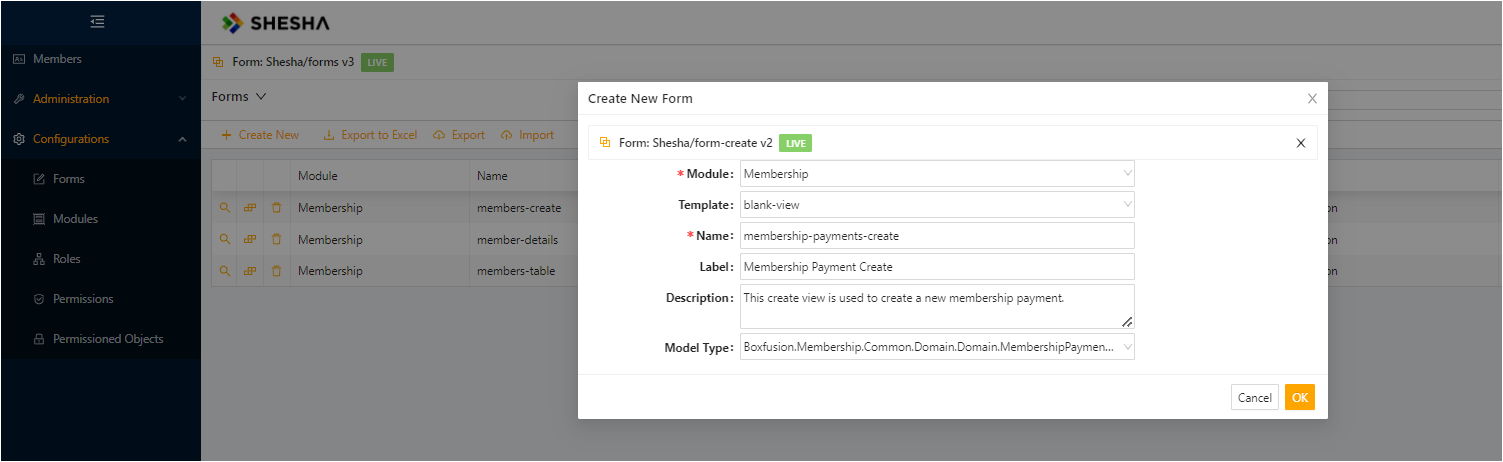 SHESHA
Members
Administration
Configurations
Forms
Modules
Roles
Permissions
Permissioned Objects
Form: Shesha/forms v3 LIVE
Forms
Create New Export to Excel Export Import
Module Name
Membership members-create on
Membership member-details on
Membership members-table on
Create New Form
Form: Shesha/form-create v2 LIVE
* Module: Membership
Template: blank-view
* Name: membership-payments-create
Label: Membership Payment Create
Description: This create view is used to create a new membership payment.
Model Type: Boxfusion.Membership.Common.Domain.Domain.MembershipPaymen...
Cancel OK